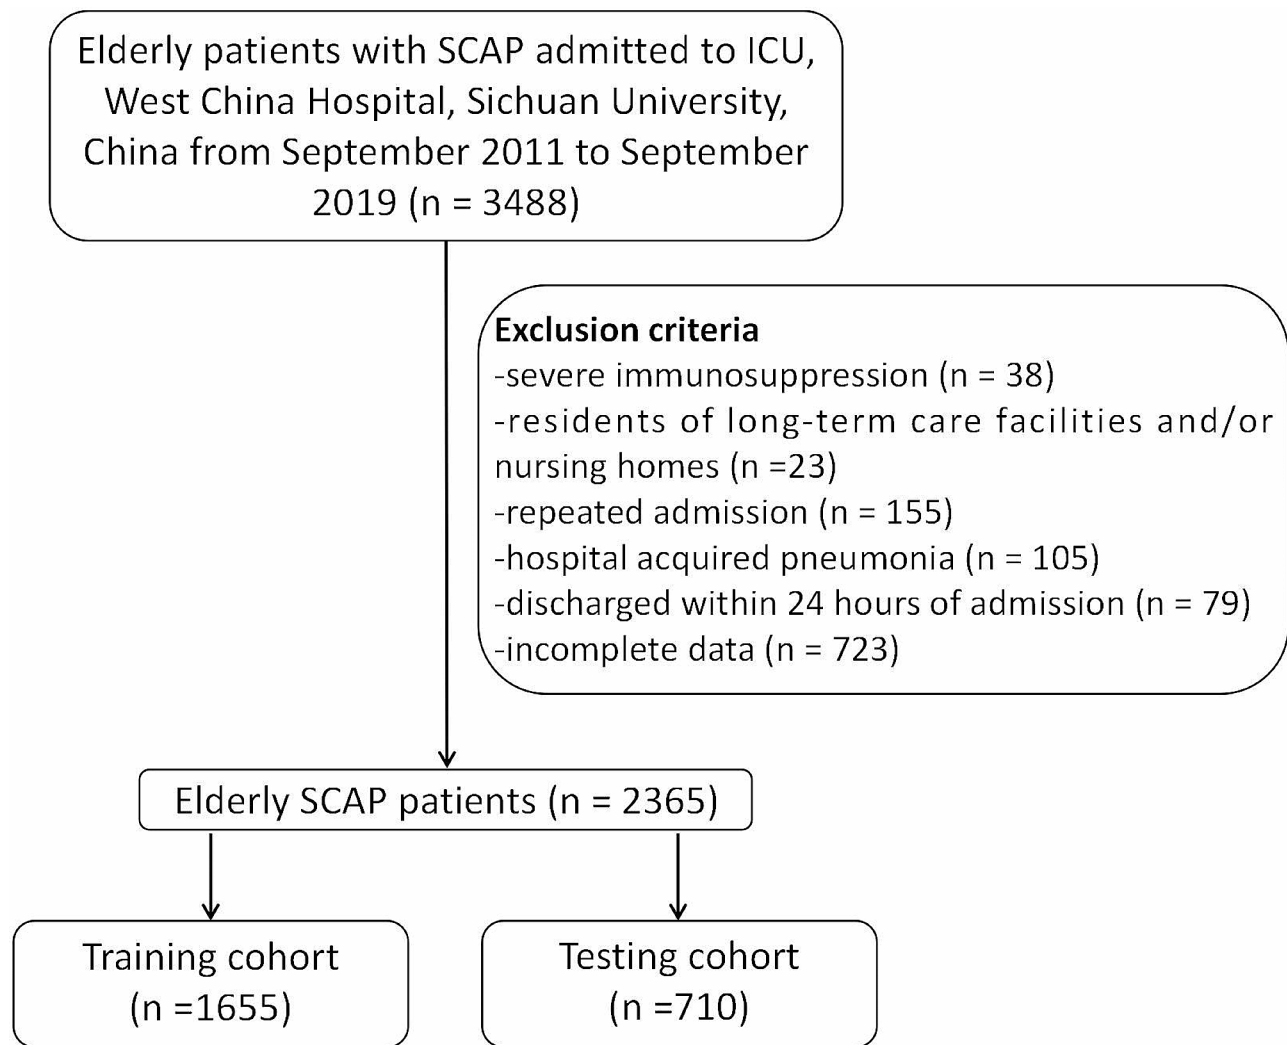 Elderly patients with SCAP admitted to ICU,
West China Hospital, Sichuan University,
China from September 2011 to September
2019 (n = 3488)
Exclusion criteria
-severe immunosuppression (n = 38)
-residents of long-term care facilities and/or
nursing homes (n =23)
-repeated admission (n = 155)
-hospital acquired pneumonia (n = 105)
-discharged within 24 hours of admission (n = 79)
-incomplete data (n = 723)
Elderly SCAP patients (n = 2365)
Training cohort
(n =1655)
Testing cohort
(n =710)